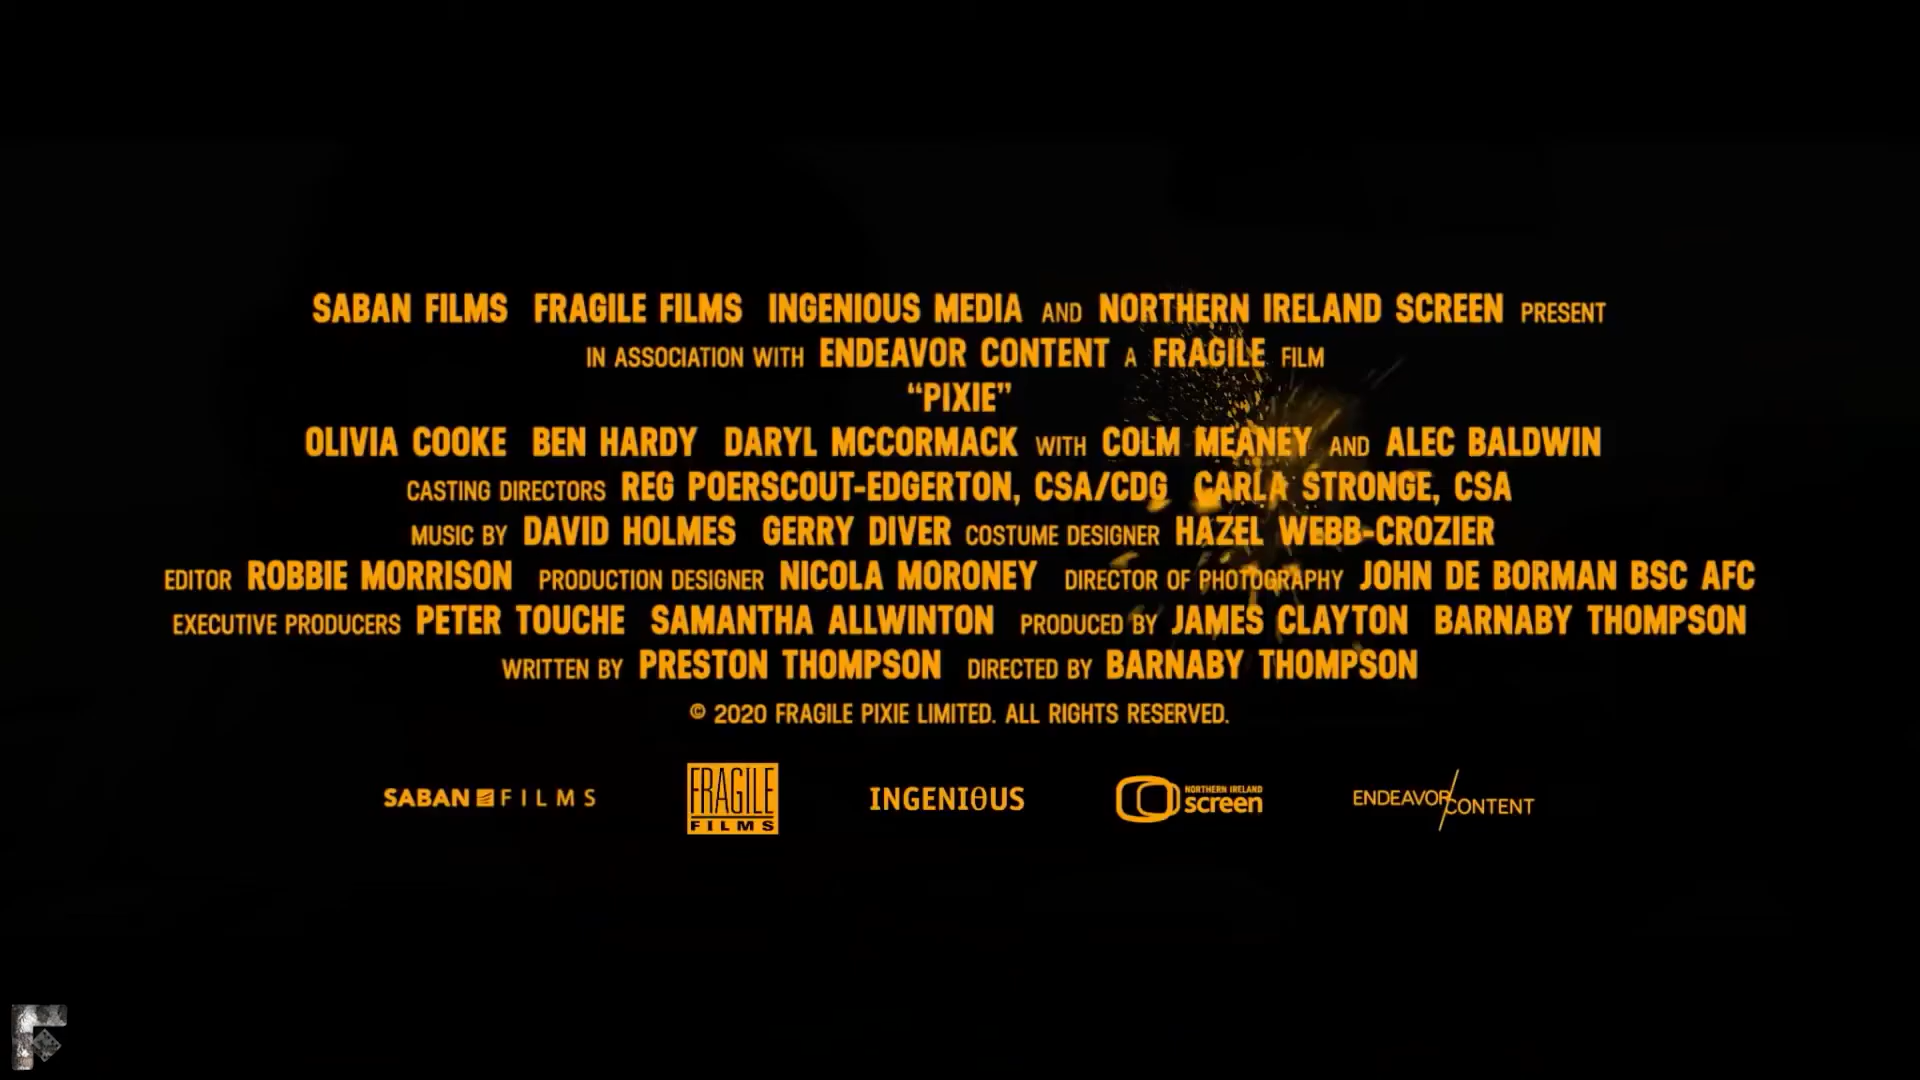 SABAN FILMS FRAGILE FILMS INGENIOUS MEDIA AND NORTHERN IRELAND SCREEN PRESENT
IN ASSOCIATION WITH ENDEAVOR CONTENT A FRAGILE FILM
“PIXIE”
OLIVIA COOKE BEN HARDY DARYL MCCORMACK WITH COLM MEANEY AND ALEC BALDWIN
CASTING DIRECTORS REG POERSCOUT-EDGERTON, CSA/CDG CARLA STRONGE, CSA
MUSIC BY DAVID HOLMES GERRY DIVER COSTUME DESIGNER HAZEL WEBB-CROZIER
EDITOR ROBBIE MORRISON PRODUCTION DESIGNER NICOLA MORONEY DIRECTOR OF PHOTOGRAPHY JOHN DE BORMAN BSC AFC
EXECUTIVE PRODUCERS PETER TOUCHE SAMANTHA ALLWINTON PRODUCED BY JAMES CLAYTON BARNABY THOMPSON
WRITTEN BY PRESTON THOMPSON DIRECTED BY BARNABY THOMPSON
© 2020 FRAGILE PIXIE LIMITED. ALL RIGHTS RESERVED.
SABAN FILMS
FRAGILE
FILMS
INGENIθUS
NORTHERN IRELAND
screen
ENDEAVOR/CONTENT
F